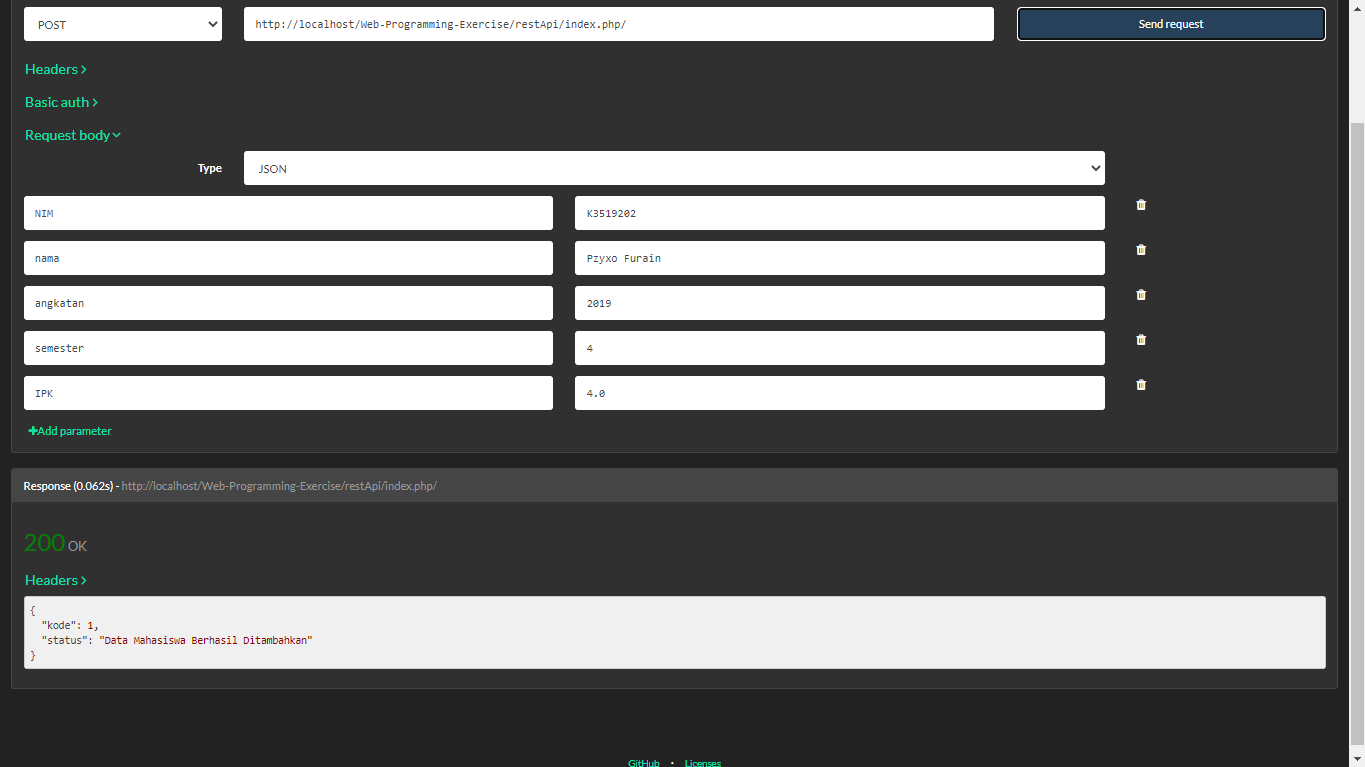 POST http://localhost/Web-Programming-Exercise/restApi/index.php/ Send request
Headers
Basic auth
Request body
Type JSON
NIM K3519202
nama Pzyxo Furain
angkatan 2019
semester 4
IPK 4.0
+Add parameter
Response (0.062s) - http://localhost/Web-Programming-Exercise/restApi/index.php/
200 OK
Headers
{
"kode": 1,
"status": "Data Mahasiswa Berhasil Ditambahkan"
}
GitHub • Licenses